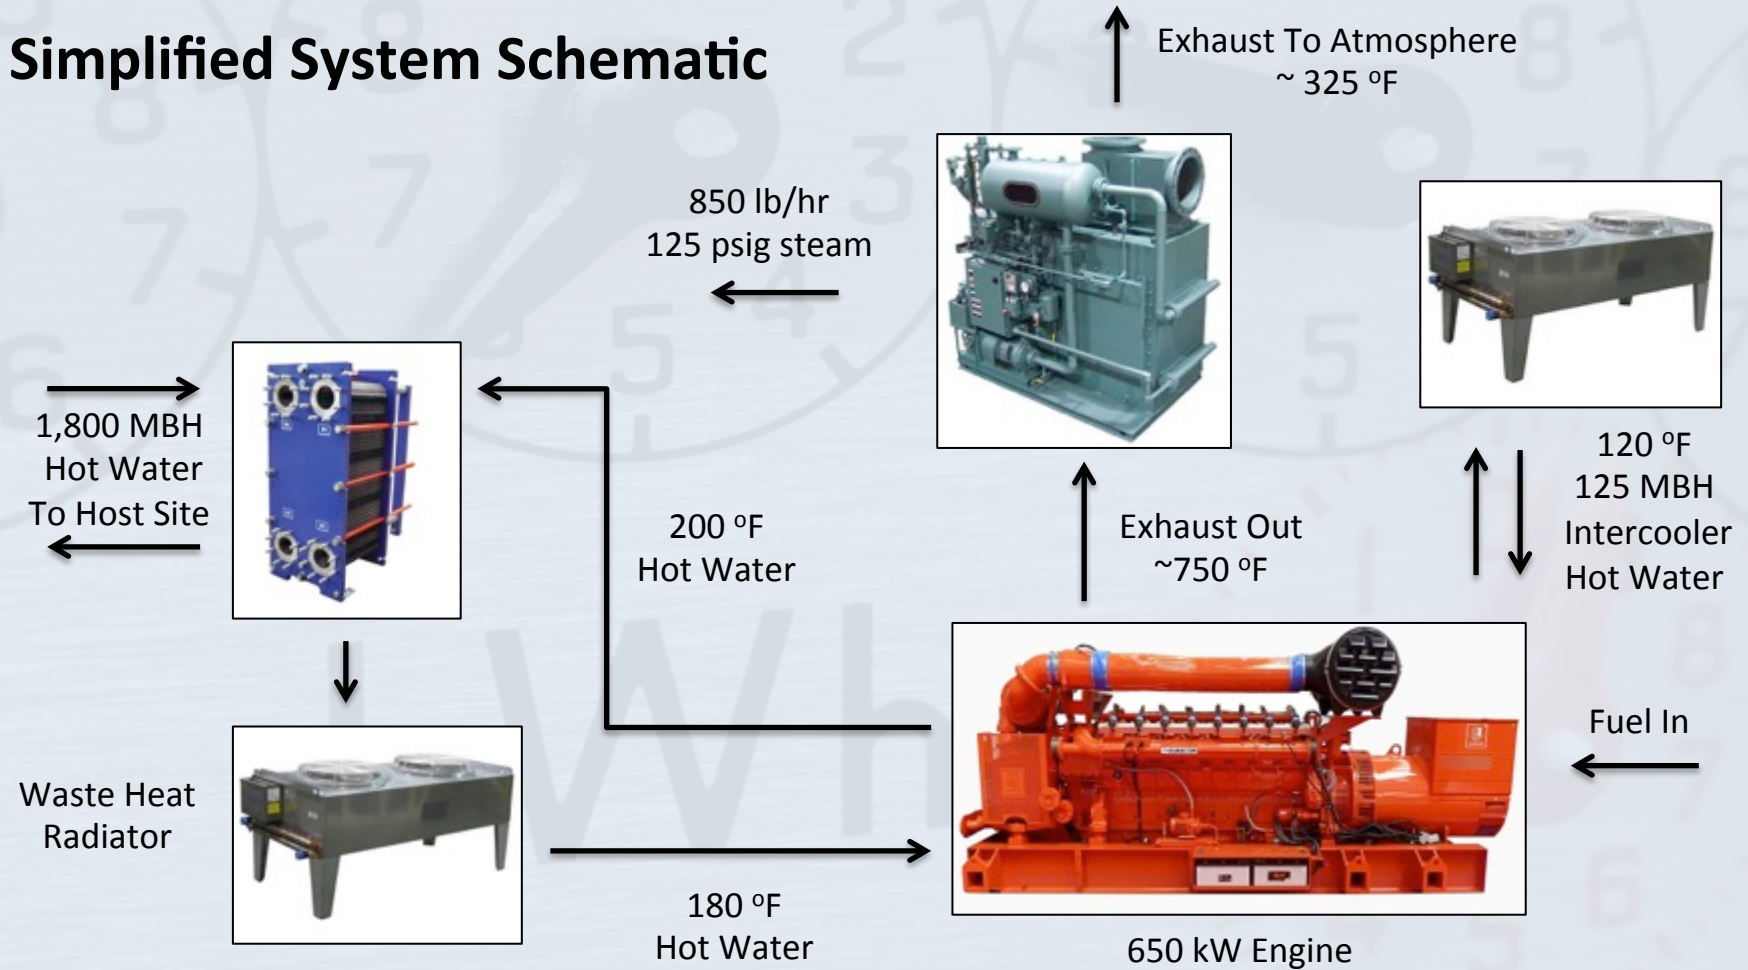 Simplified System Schematic
Exhaust To Atmosphere
~ 325 ºF
850 lb/hr
125 psig steam
1,800 MBH
Hot Water
To Host Site
200 ºF
Hot Water
Exhaust Out
~750 ºF
120 ºF
125 MBH
Intercooler
Hot Water
Fuel In
Waste Heat
Radiator
180 ºF
Hot Water
650 kW Engine